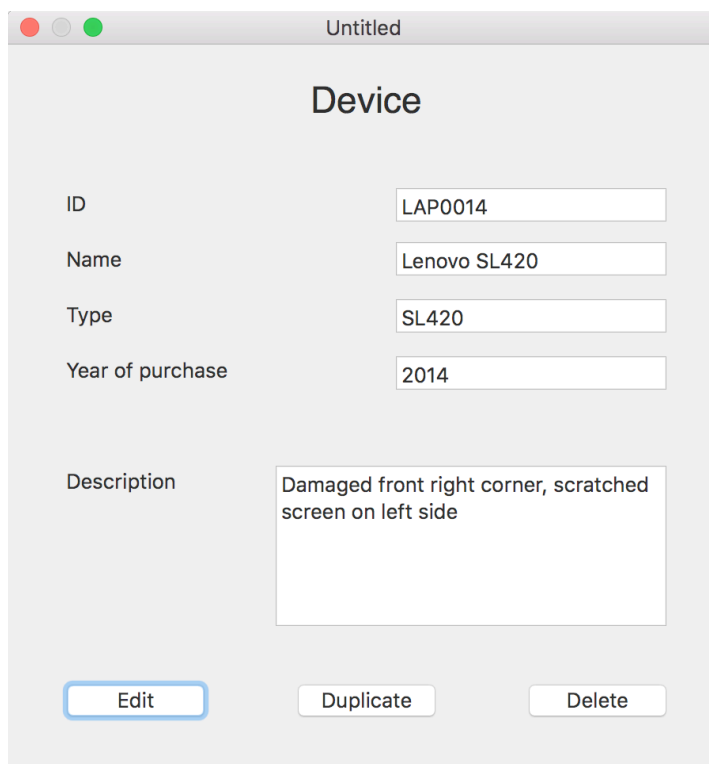 Untitled
Device
ID
LAP0014
Name
Lenovo SL420
Type
SL420
Year of purchase
2014
Description
Damaged front right corner, scratched
screen on left side
Edit
Duplicate
Delete